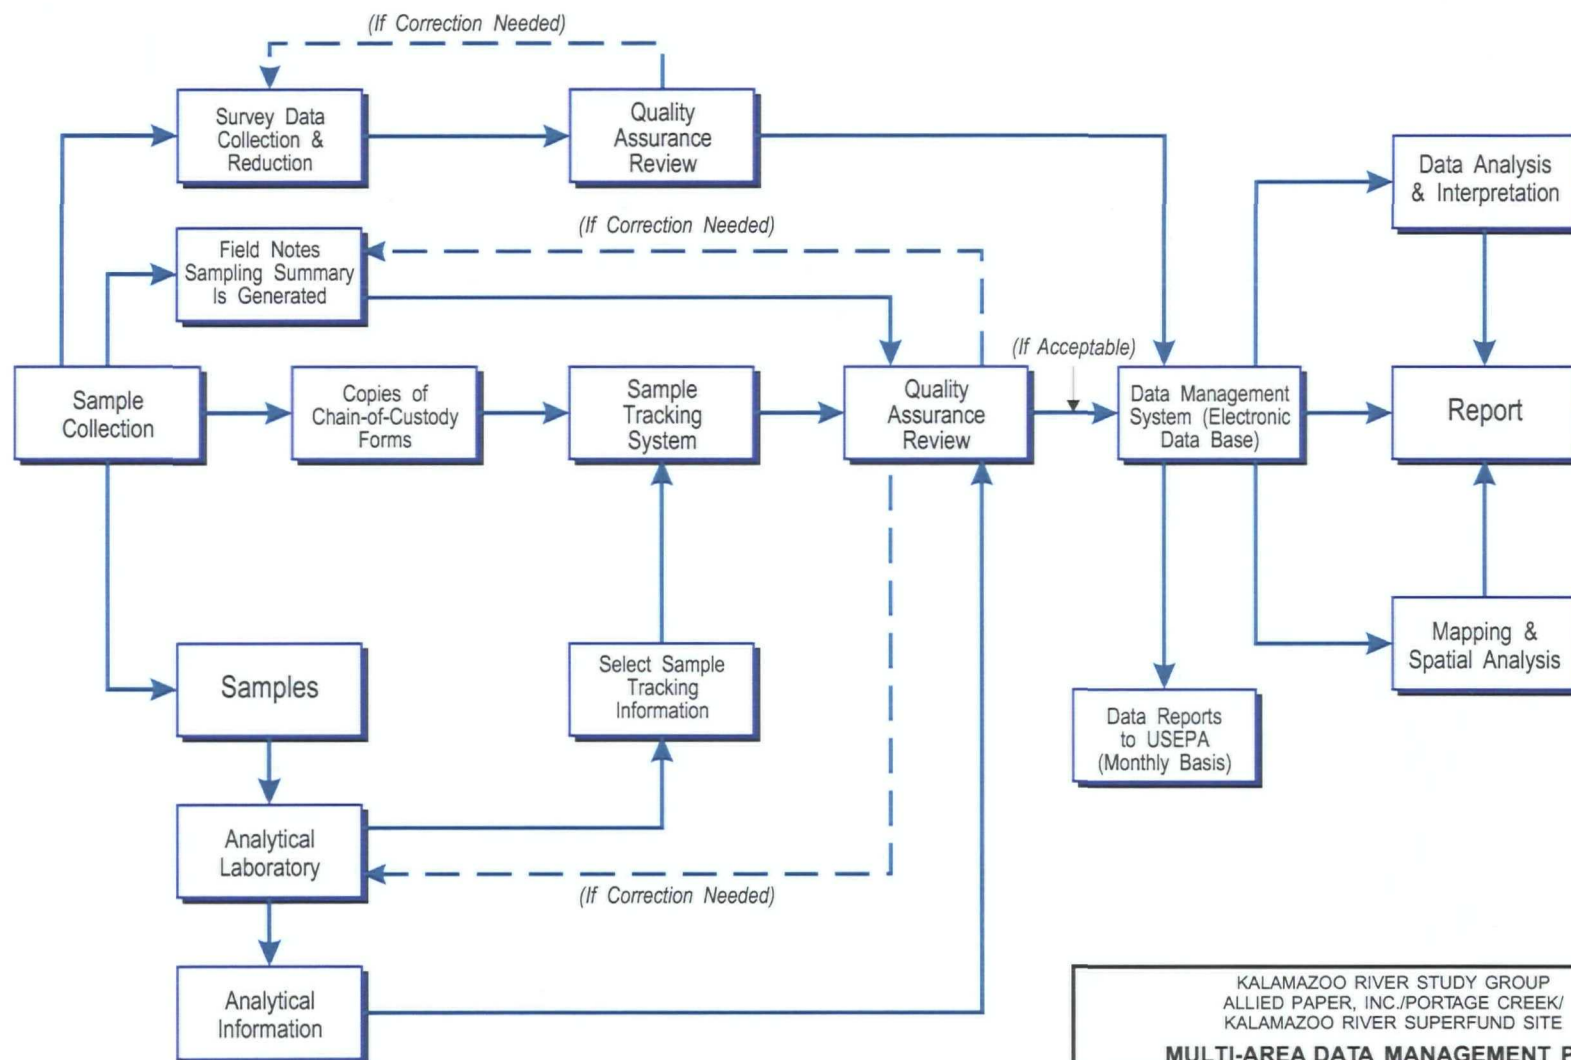 (If Correction Needed)
Survey Data
Collection &
Reduction
Quality
Assurance
Review
Data Analysis
& Interpretation
(If Correction Needed)
Field Notes
Sampling Summary
Is Generated
(If Acceptable)
Sample
Collection
Copies of
Chain-of-Custody
Forms
Sample
Tracking
System
Quality
Assurance
Review
Data Management
System (Electronic
Data Base)
Report
Samples
Select Sample
Tracking
Information
Mapping &
Spatial Analysis
Data Reports
to USEPA
(Monthly Basis)
Analytical
Laboratory
(If Correction Needed)
Analytical
Information
KALAMAZOO RIVER STUDY GROUP
ALLIED PAPER, INC./PORTAGE CREEK/
KALAMAZOO RIVER SUPERFUND SITE
MULTI-AREA DATA MANAGEMENT